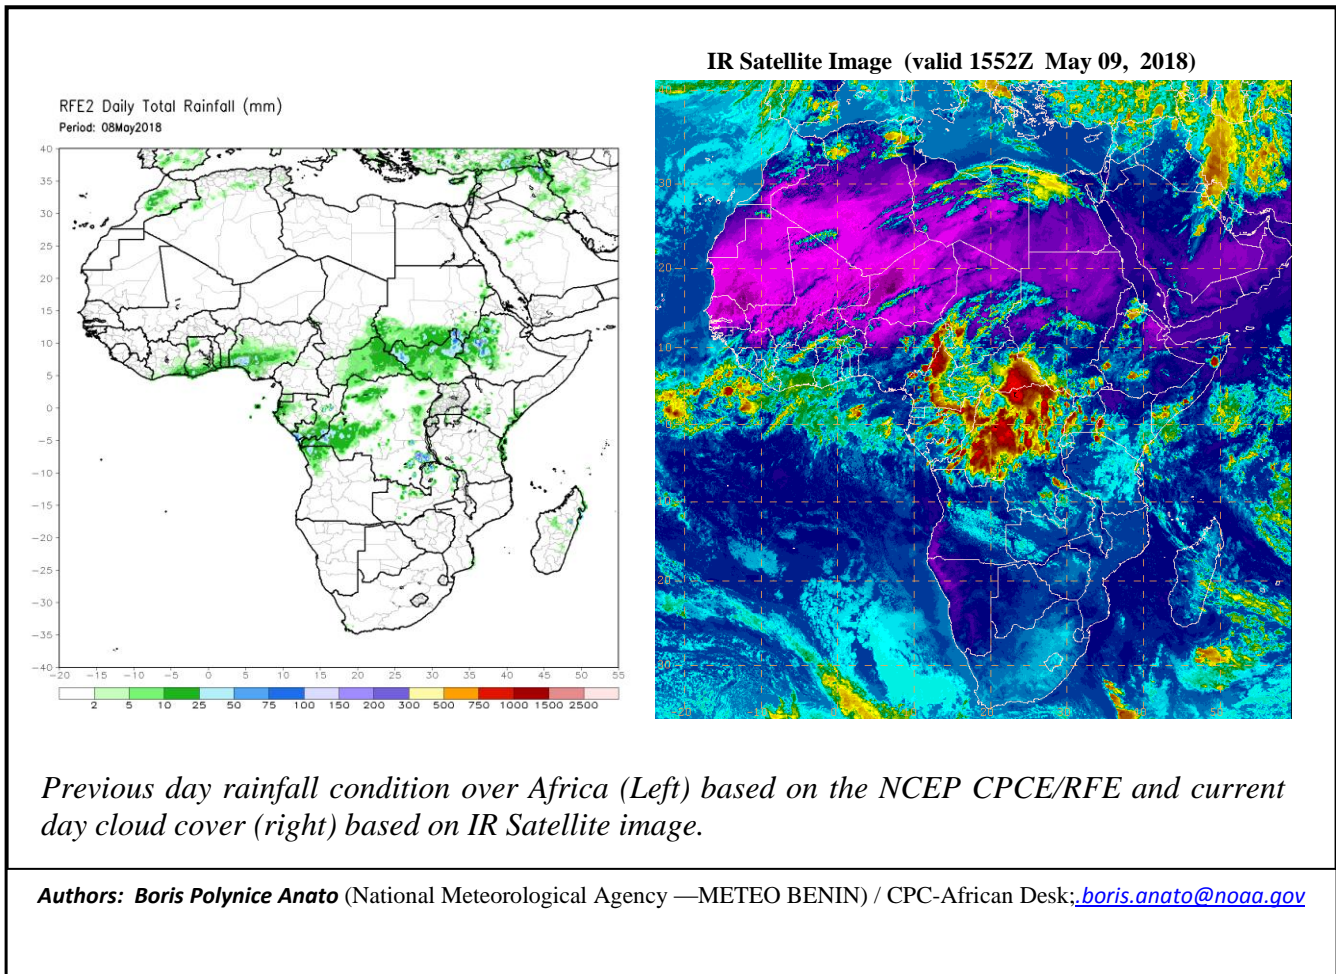 IR Satellite Image (valid 1552Z May 09, 2018)
RFE2 Daily Total Rainfall (mm)
Period: 08May2018
40
35
30
25
20
15
10
5
0
-5
-10
-15
-20
-25
-30
-35
-40
-20 -15 -10 -5 0 5 10 15 20 25 30 35 40 45 50 55
2 5 10 25 50 75 100 150 200 300 500 750 1000 1500 2500
Previous day rainfall condition over Africa (Left) based on the NCEP CPCE/RFE and current
day cloud cover (right) based on IR Satellite image.
Authors: Boris Polynice Anato (National Meteorological Agency —METEO BENIN) / CPC-African Desk;.boris.anato@noaa.gov